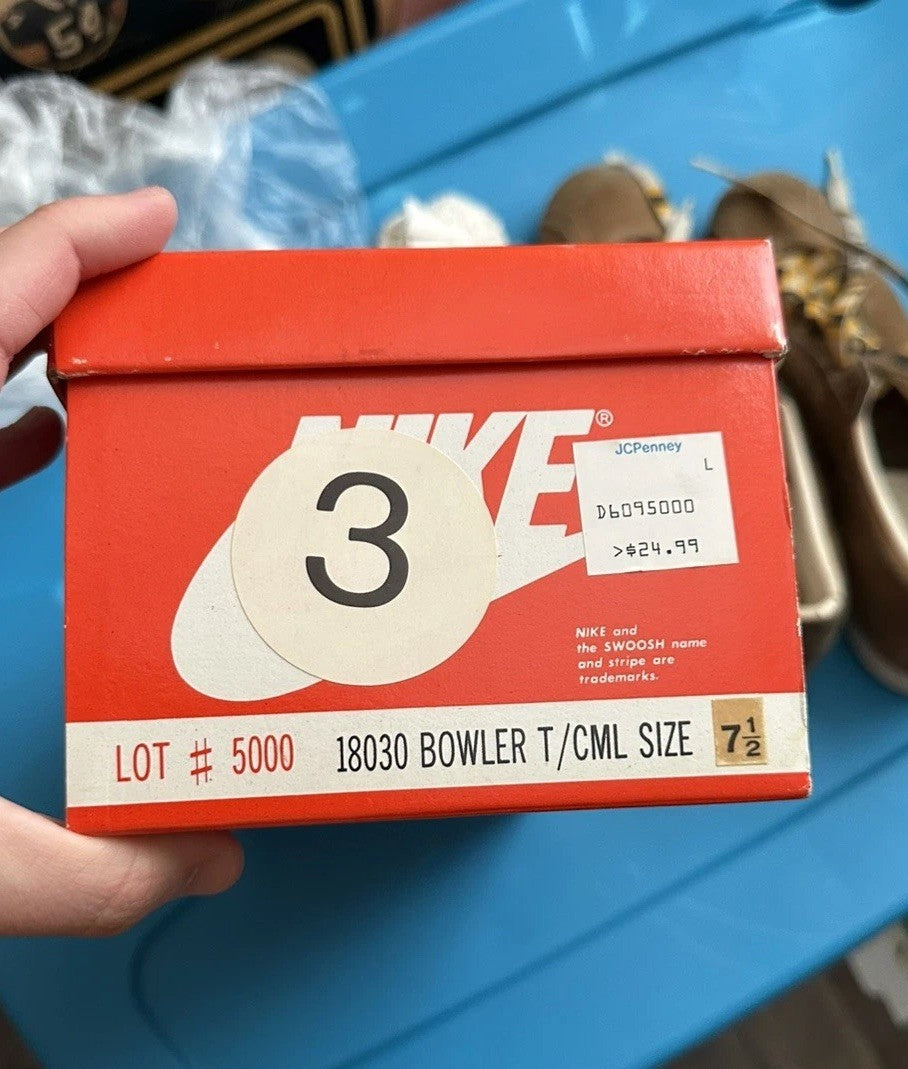 54
NIKE®
3
JCPenney
L
D6095000
>$24.99
NIKE and
the SWOOSH name
and stripe are
trademarks.
LOT # 5000 18030 BOWLER T/CML SIZE 7½